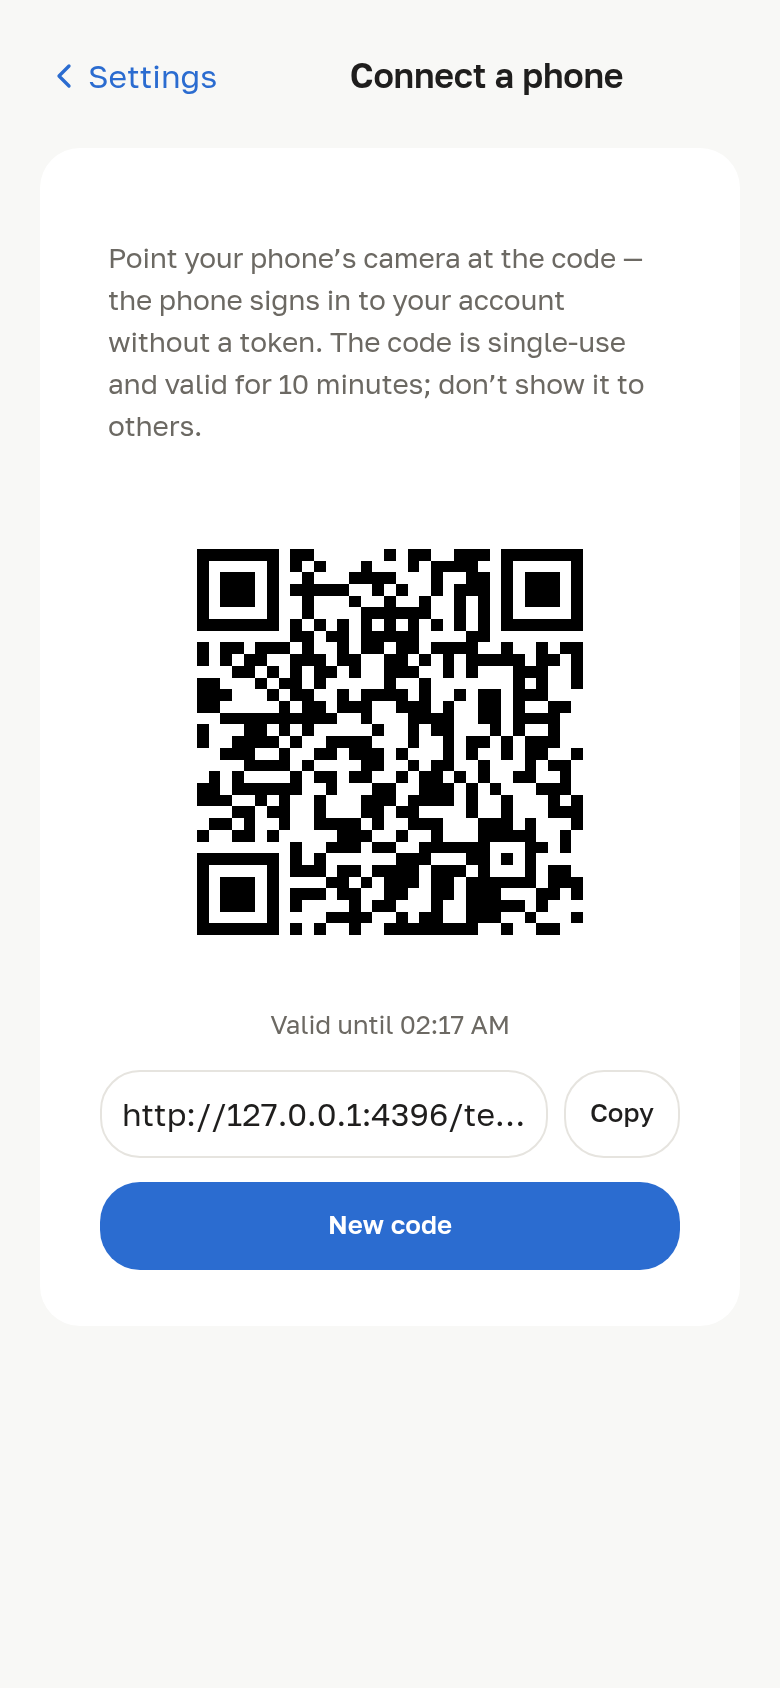 Settings
Connect a phone
Point your phone’s camera at the code —
the phone signs in to your account
without a token. The code is single-use
and valid for 10 minutes; don’t show it to
others.
Valid until 02:17 AM
http://127.0.0.1:4396/te...
Copy
New code